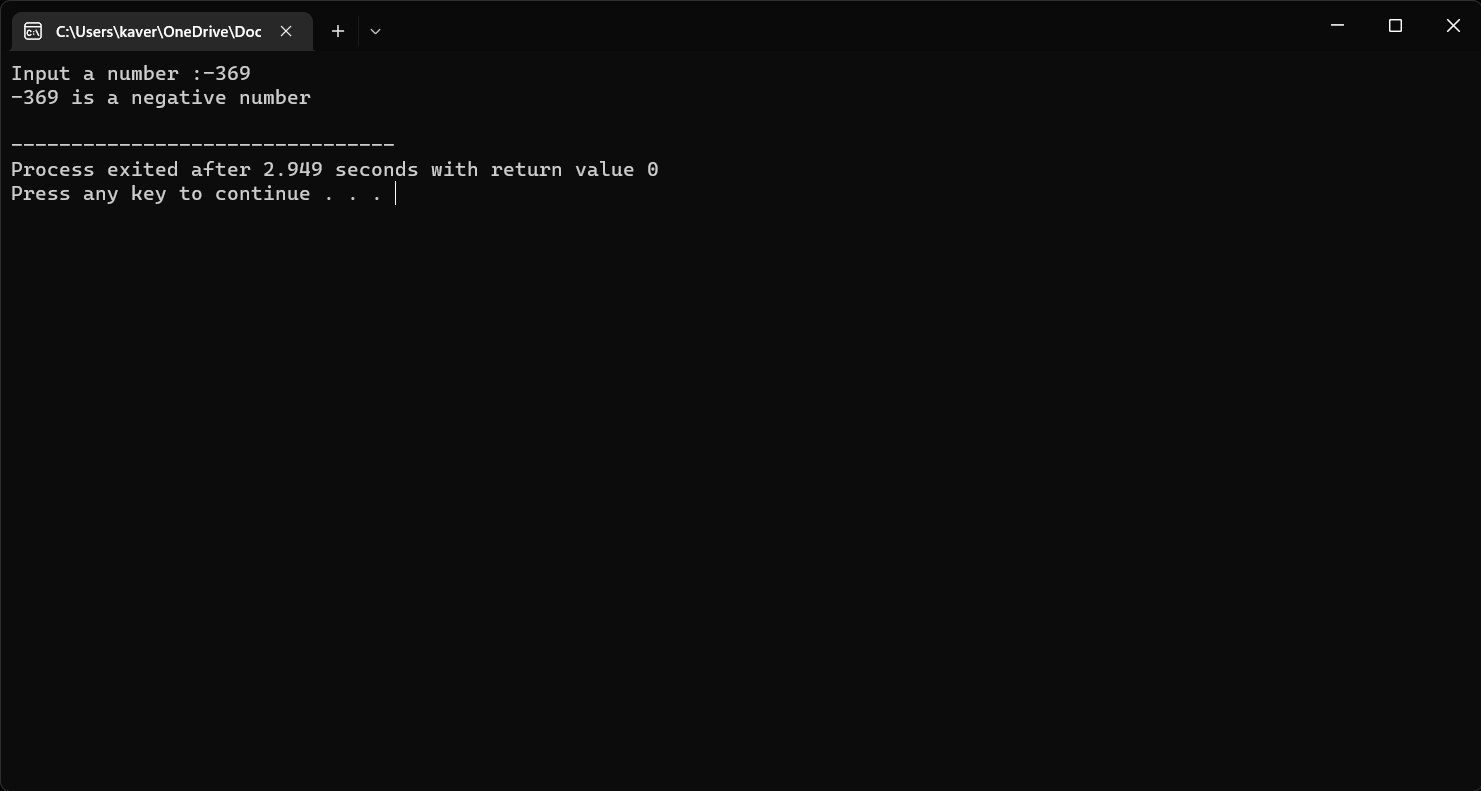 C:\Users\kaver\OneDrive\Doc
Input a number :-369
-369 is a negative number
--------------------------------
Process exited after 2.949 seconds with return value 0
Press any key to continue . . .